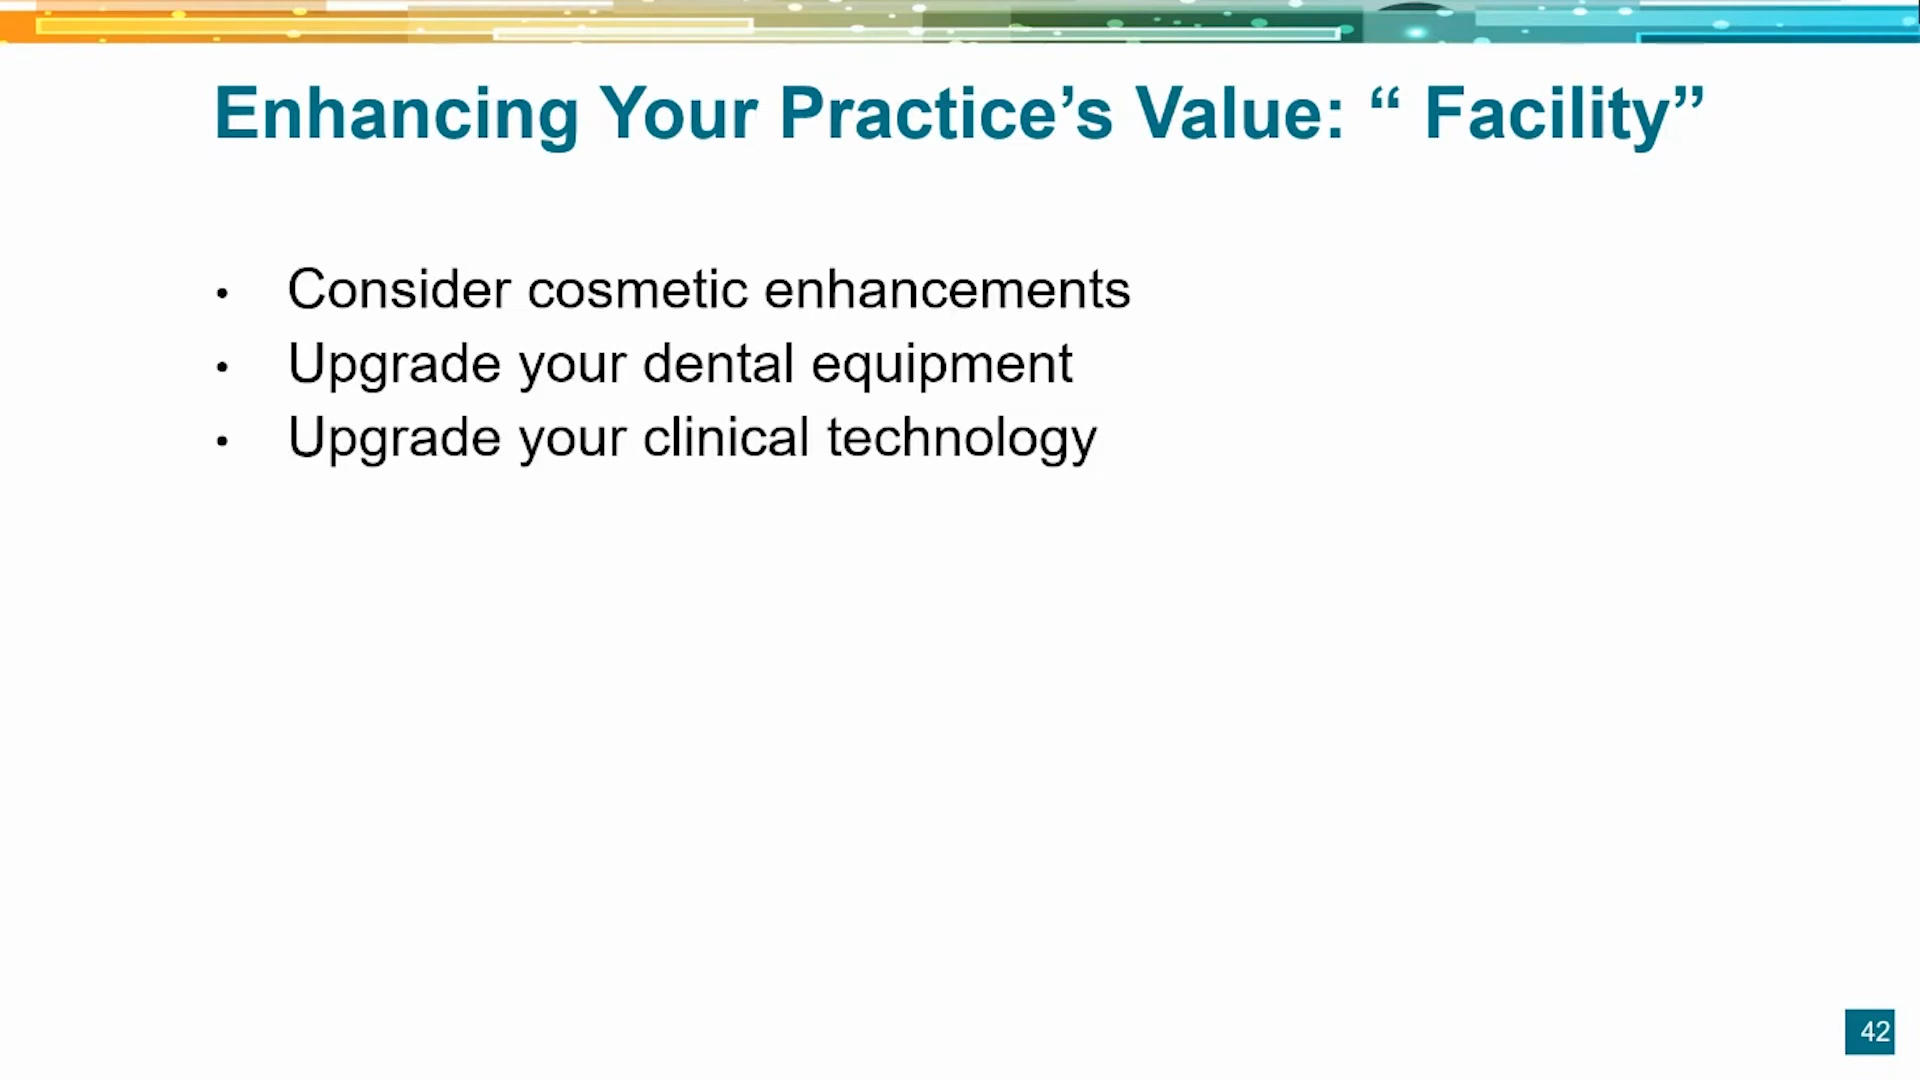 Enhancing Your Practice’s Value: “ Facility”
• Consider cosmetic enhancements
• Upgrade your dental equipment
• Upgrade your clinical technology
42